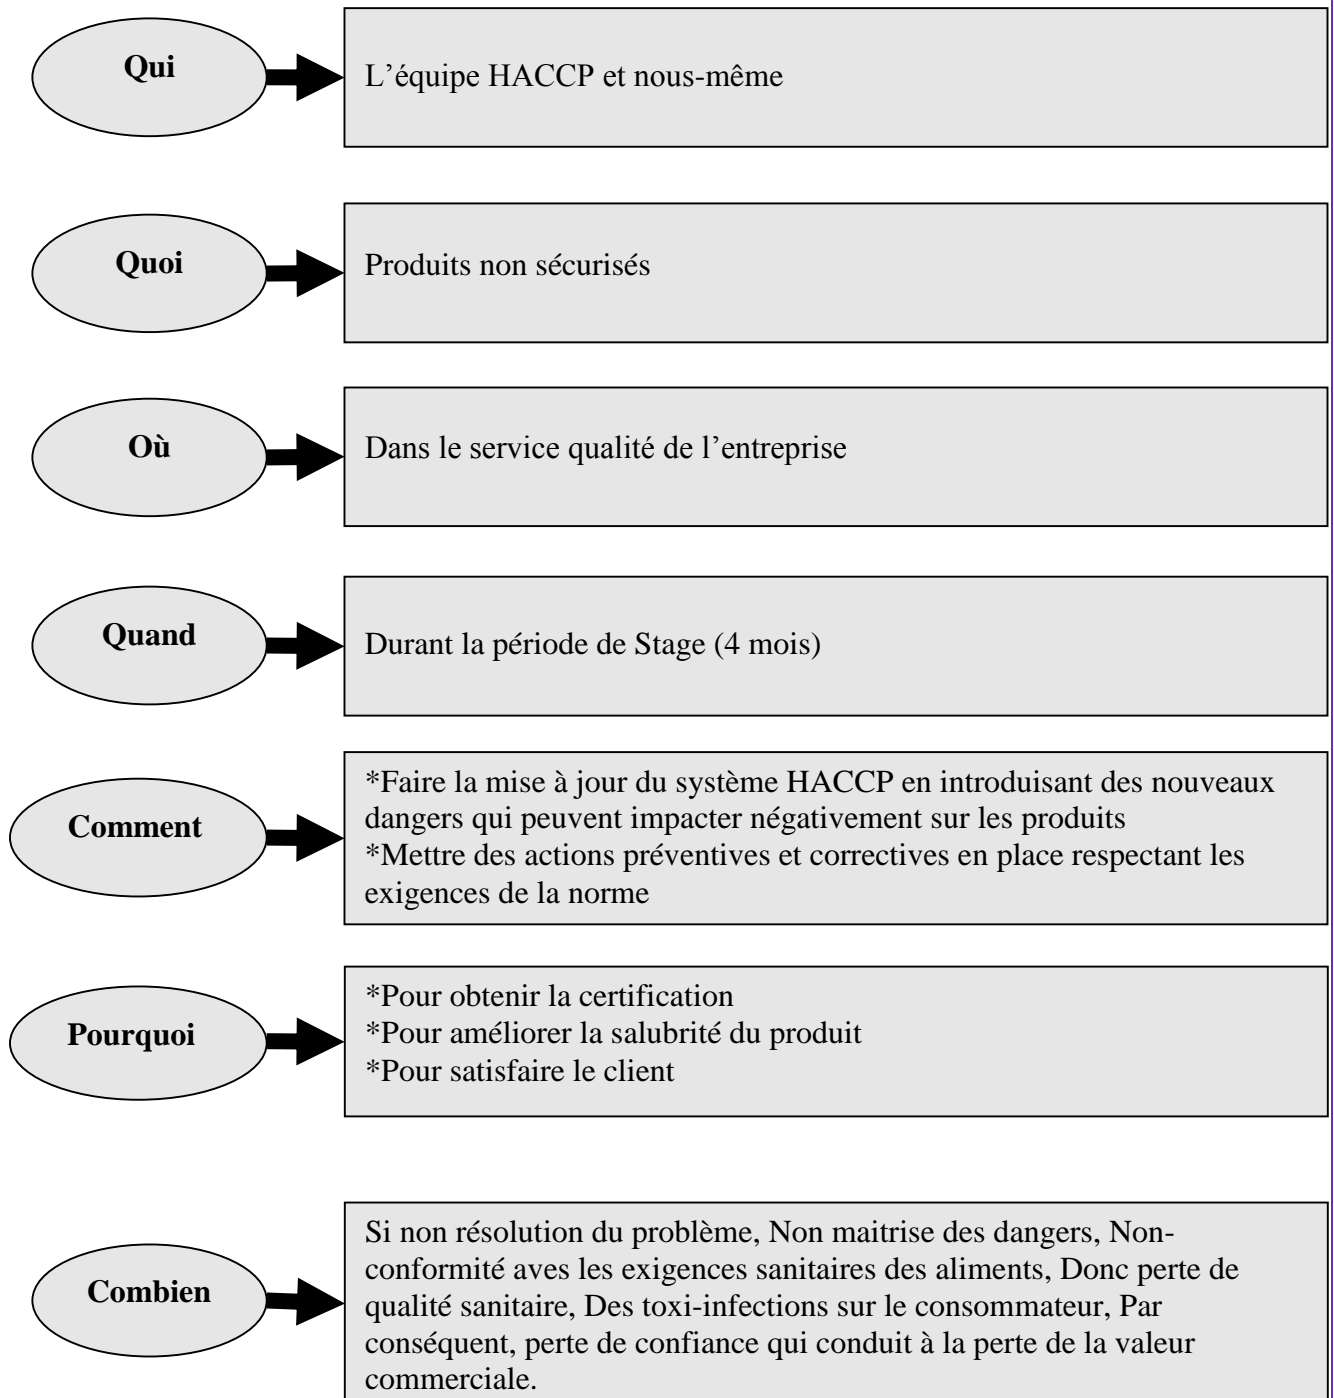 Qui
L’équipe HACCP et nous-même
Quoi
Produits non sécurisés
Où
Dans le service qualité de l’entreprise
Quand
Durant la période de Stage (4 mois)
Comment
*Faire la mise à jour du système HACCP en introduisant des nouveaux
dangers qui peuvent impacter négativement sur les produits
*Mettre des actions préventives et correctives en place respectant les
exigences de la norme
Pourquoi
*Pour obtenir la certification
*Pour améliorer la salubrité du produit
*Pour satisfaire le client
Combien
Si non résolution du problème, Non maitrise des dangers, Non-
conformité aves les exigences sanitaires des aliments, Donc perte de
qualité sanitaire, Des toxi-infections sur le consommateur, Par
conséquent, perte de confiance qui conduit à la perte de la valeur
commerciale.